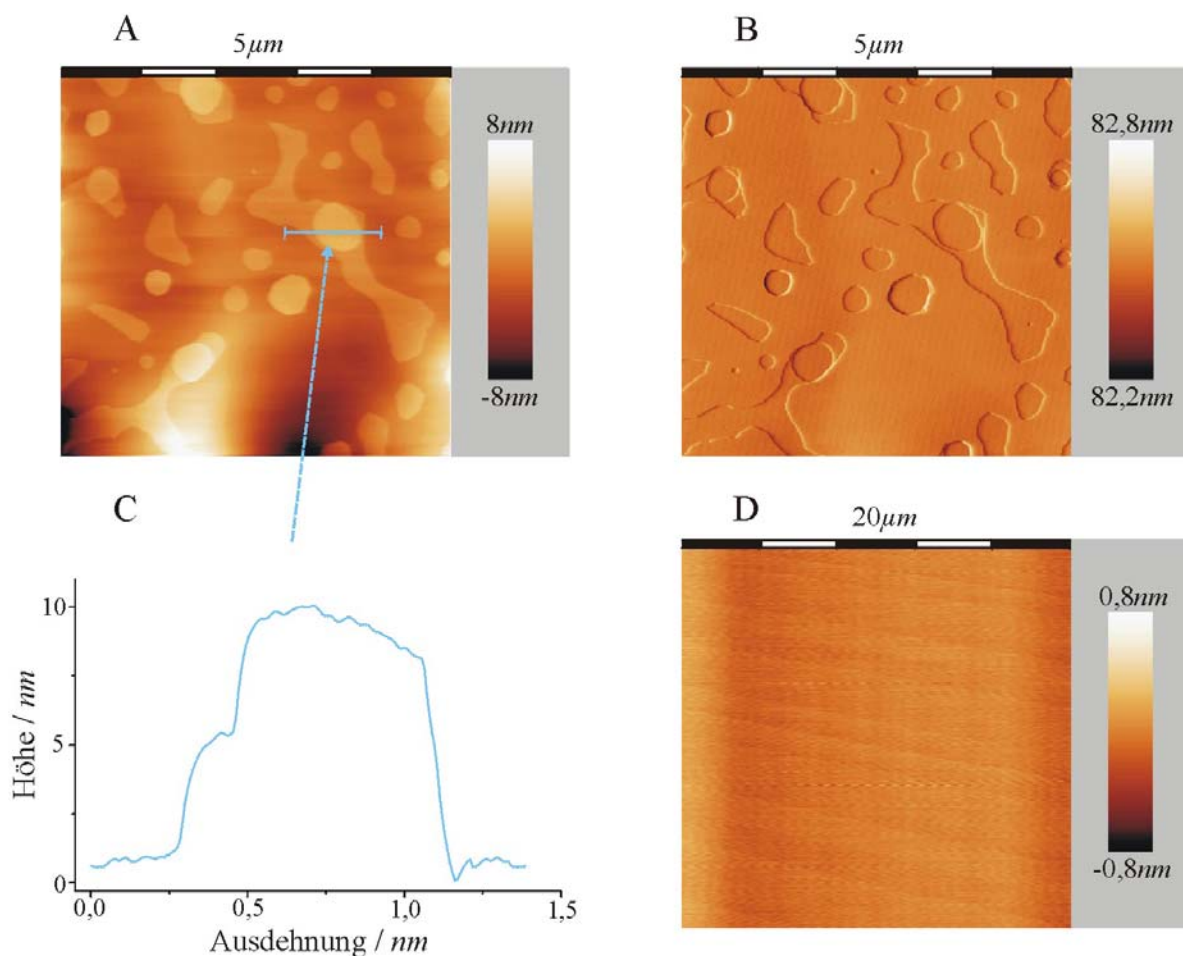 A
5µm
8nm
-8nm
B
5µm
82,8nm
82,2nm
C
Höhe / nm
10
5
0
0,0
0,5
1,0
1,5
Ausdehnung / nm
D
20µm
0,8nm
-0,8nm